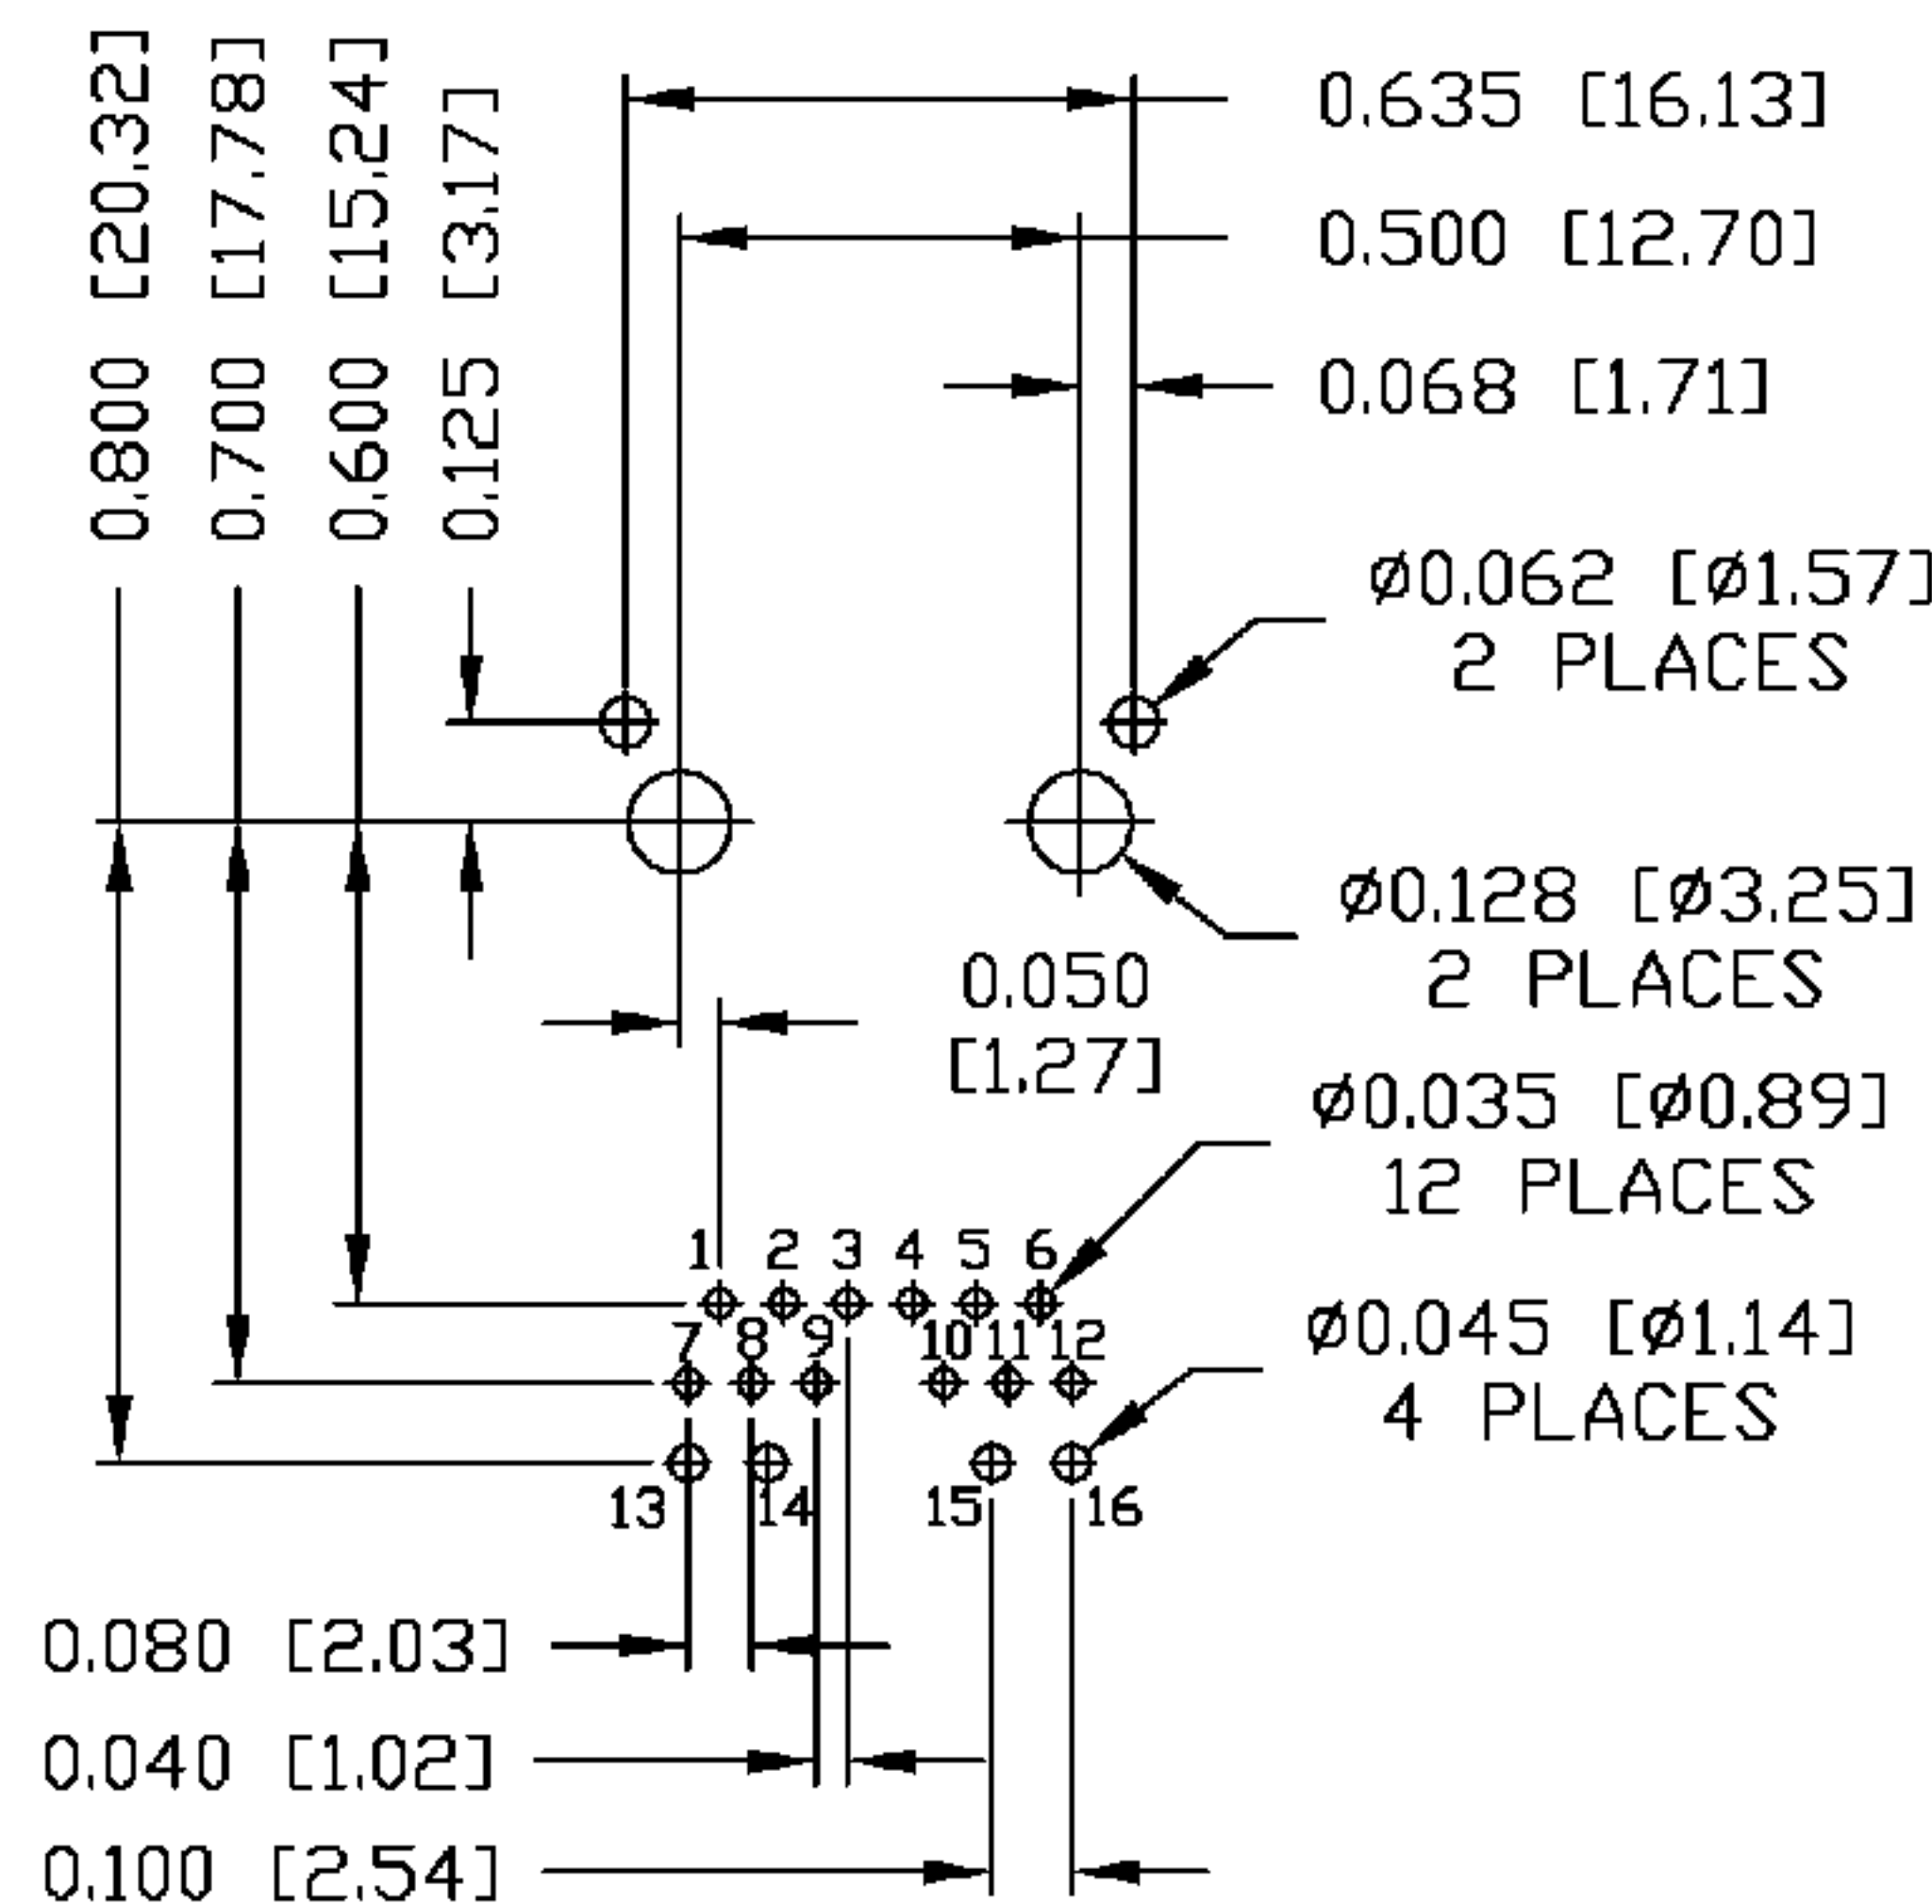 0.800 [20.32]
0.700 [17.78]
0.600 [15.24]
0.125 [3.17]
0.635 [16.13]
0.500 [12.70]
0.068 [1.71]
ø0.062 [ø1.57]
2 PLACES
ø0.128 [ø3.25]
2 PLACES
0.050
[1.27]
ø0.035 [ø0.89]
12 PLACES
1 2 3 4 5 6
7 8 9 10 11 12
ø0.045 [ø1.14]
4 PLACES
13 14 15 16
0.080 [2.03]
0.040 [1.02]
0.100 [2.54]